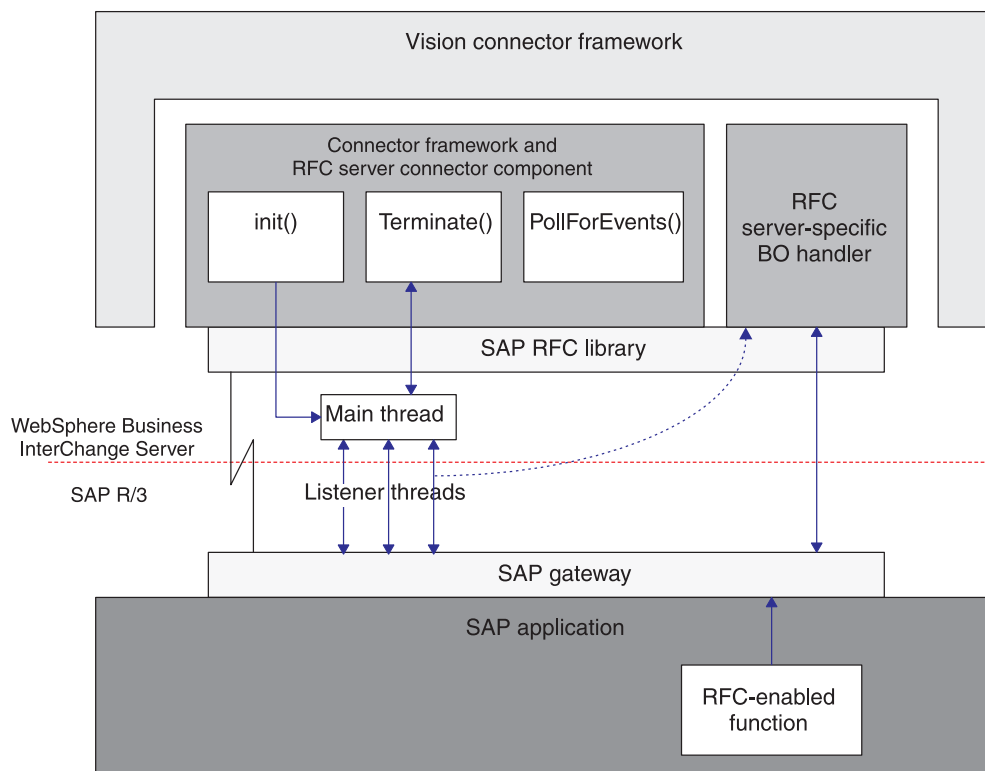 Vision connector framework
Connector framework and
RFC server connector component
init()
Terminate()
PollForEvents()
RFC
server-specific
BO handler
SAP RFC library
Main thread
WebSphere Business
InterChange Server
SAP R/3
Listener threads
SAP gateway
SAP application
RFC-enabled
function